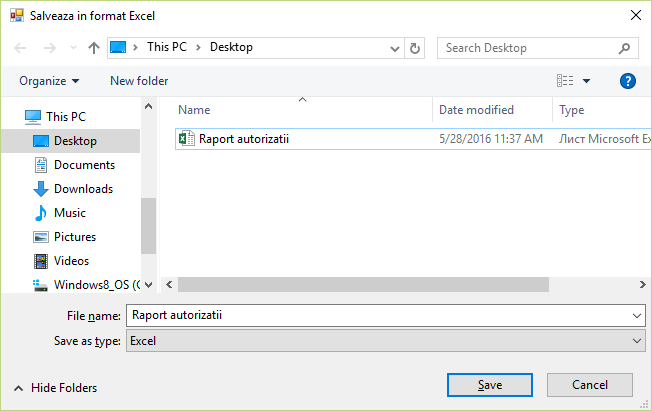 Salveaza in format Excel
This PC > Desktop
Search Desktop
Organize
New folder
?
Name
Date modified
Type
This PC
Desktop
Documents
Downloads
Music
Pictures
Videos
Windows8_OS (C
Raport autorizatii
5/28/2016 11:37 AM
Лист Microsoft Ex
File name:
Raport autorizatii
Save as type:
Excel
Hide Folders
Save
Cancel